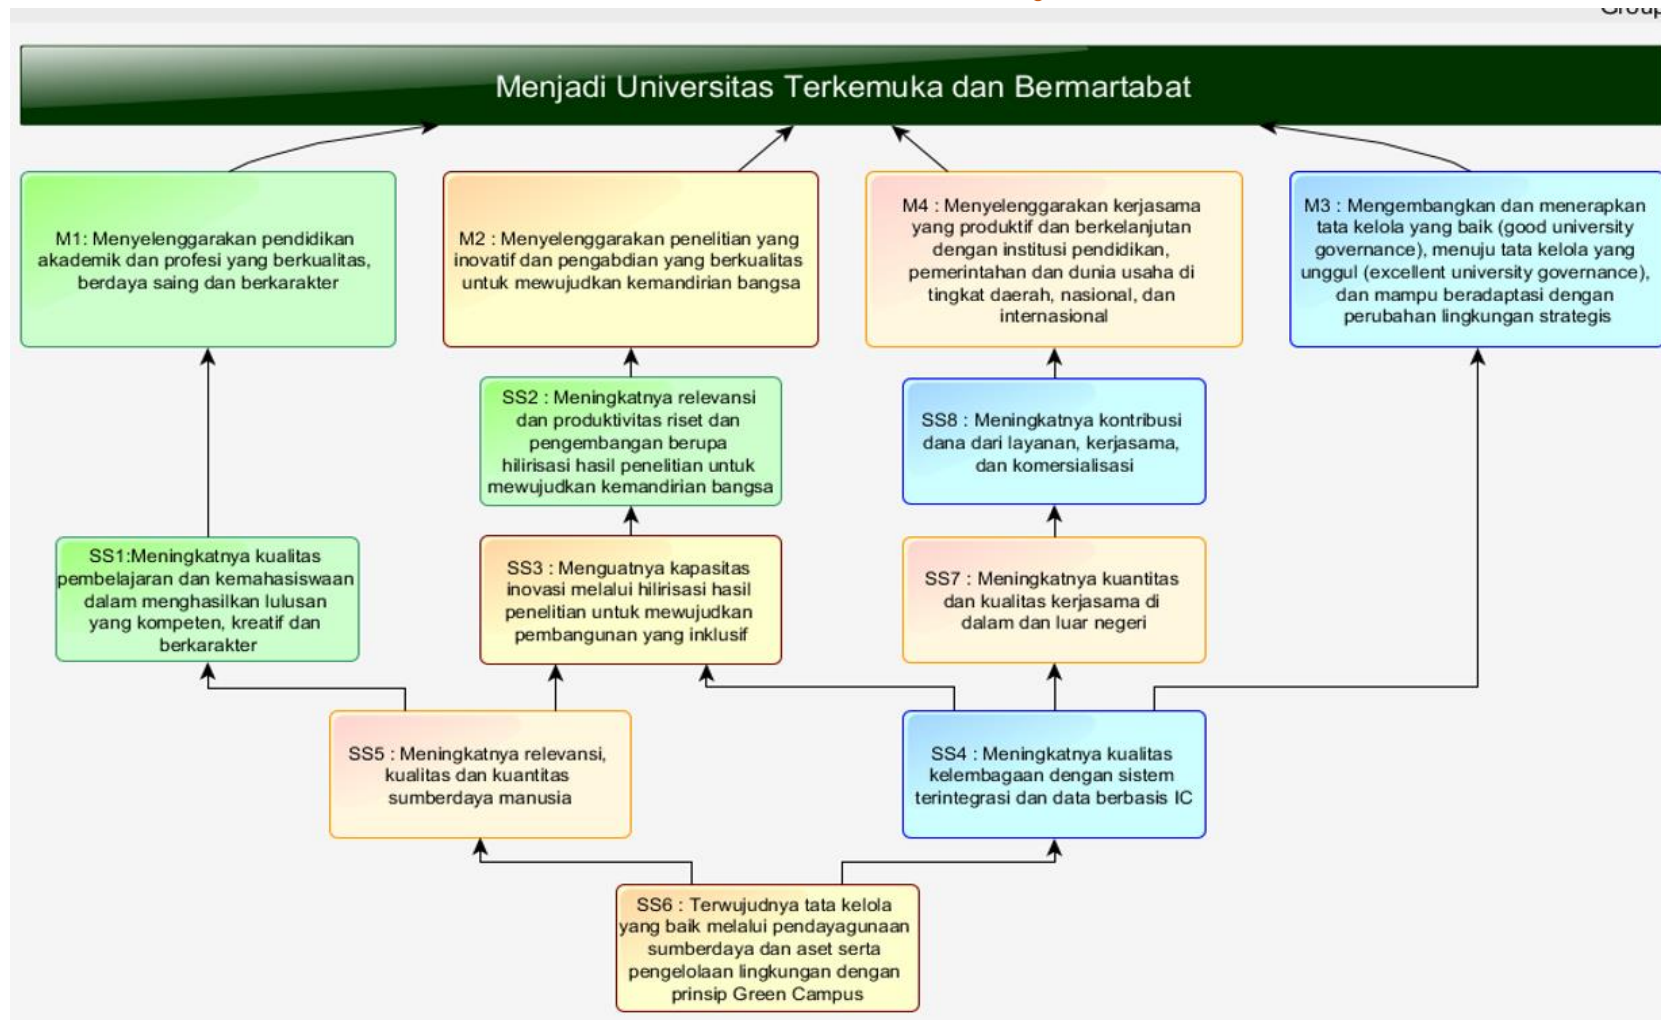 Menjadi Universitas Terkemuka dan Bermartabat
M1: Menyelenggarakan pendidikan
akademik dan profesi yang berkualitas,
berdaya saing dan berkarakter
M2 : Menyelenggarakan penelitian yang
inovatif dan pengabdian yang berkualitas
untuk mewujudkan kemandirian bangsa
M4 : Menyelenggarakan kerjasama
yang produktif dan berkelanjutan
dengan institusi pendidikan,
pemerintahan dan dunia usaha di
tingkat daerah, nasional, dan
internasional
M3 : Mengembangkan dan menerapkan
tata kelola yang baik (good university
governance), menuju tata kelola yang
unggul (excellent university governance),
dan mampu beradaptasi dengan
perubahan lingkungan strategis
SS2 : Meningkatnya relevansi
dan produktivitas riset dan
pengembangan berupa
hilirisasi hasil penelitian untuk
mewujudkan kemandirian bangsa
SS8 : Meningkatnya kontribusi
dana dari layanan, kerjasama,
dan komersialisasi
SS1:Meningkatnya kualitas
pembelajaran dan kemahasiswaan
dalam menghasilkan lulusan
yang kompeten, kreatif dan
berkarakter
SS3 : Menguatnya kapasitas
inovasi melalui hilirisasi hasil
penelitian untuk mewujudkan
pembangunan yang inklusif
SS7 : Meningkatnya kuantitas
dan kualitas kerjasama di
dalam dan luar negeri
SS5 : Meningkatnya relevansi,
kualitas dan kuantitas
sumberdaya manusia
SS4 : Meningkatnya kualitas
kelembagaan dengan sistem
terintegrasi dan data berbasis IC
SS6 : Terwujudnya tata kelola
yang baik melalui pendayagunaan
sumberdaya dan aset serta
pengelolaan lingkungan dengan
prinsip Green Campus